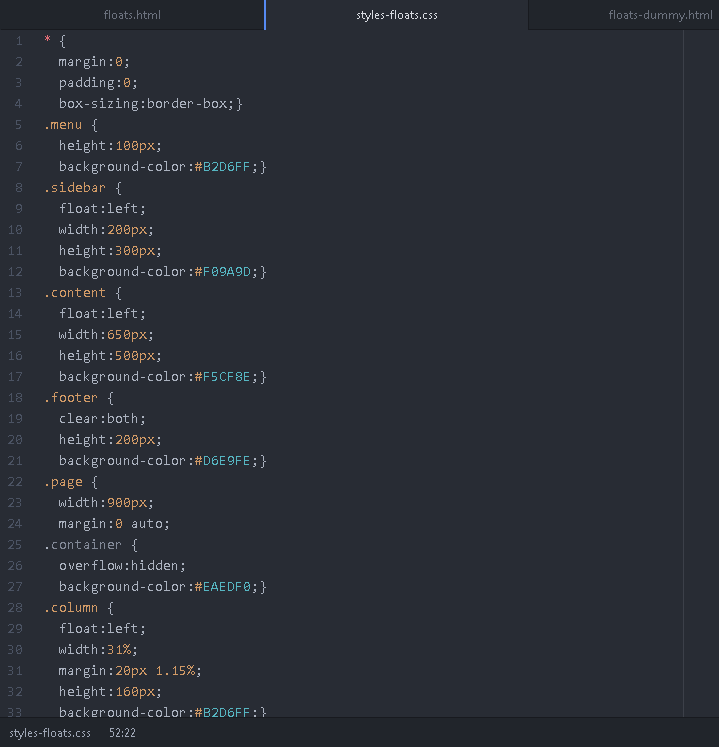 floats.html styles-floats.css floats-dummy.html
1 * {
2 margin:0;
3 padding:0;
4 box-sizing:border-box;}
5 .menu {
6 height:100px;
7 background-color:#B2D6FF;}
8 .sidebar {
9 float:left;
10 width:200px;
11 height:300px;
12 background-color:#F09A9D;}
13 .content {
14 float:left;
15 width:650px;
16 height:500px;
17 background-color:#F5CF8E;}
18 .footer {
19 clear:both;
20 height:200px;
21 background-color:#D6E9FE;}
22 .page {
23 width:900px;
24 margin:0 auto;
25 .container {
26 overflow:hidden;
27 background-color:#EAEDF0;}
28 .column {
29 float:left;
30 width:31%;
31 margin:20px 1.15%;
32 height:160px;
33 background-color:#B2D6FF;}
styles-floats.css 52:22